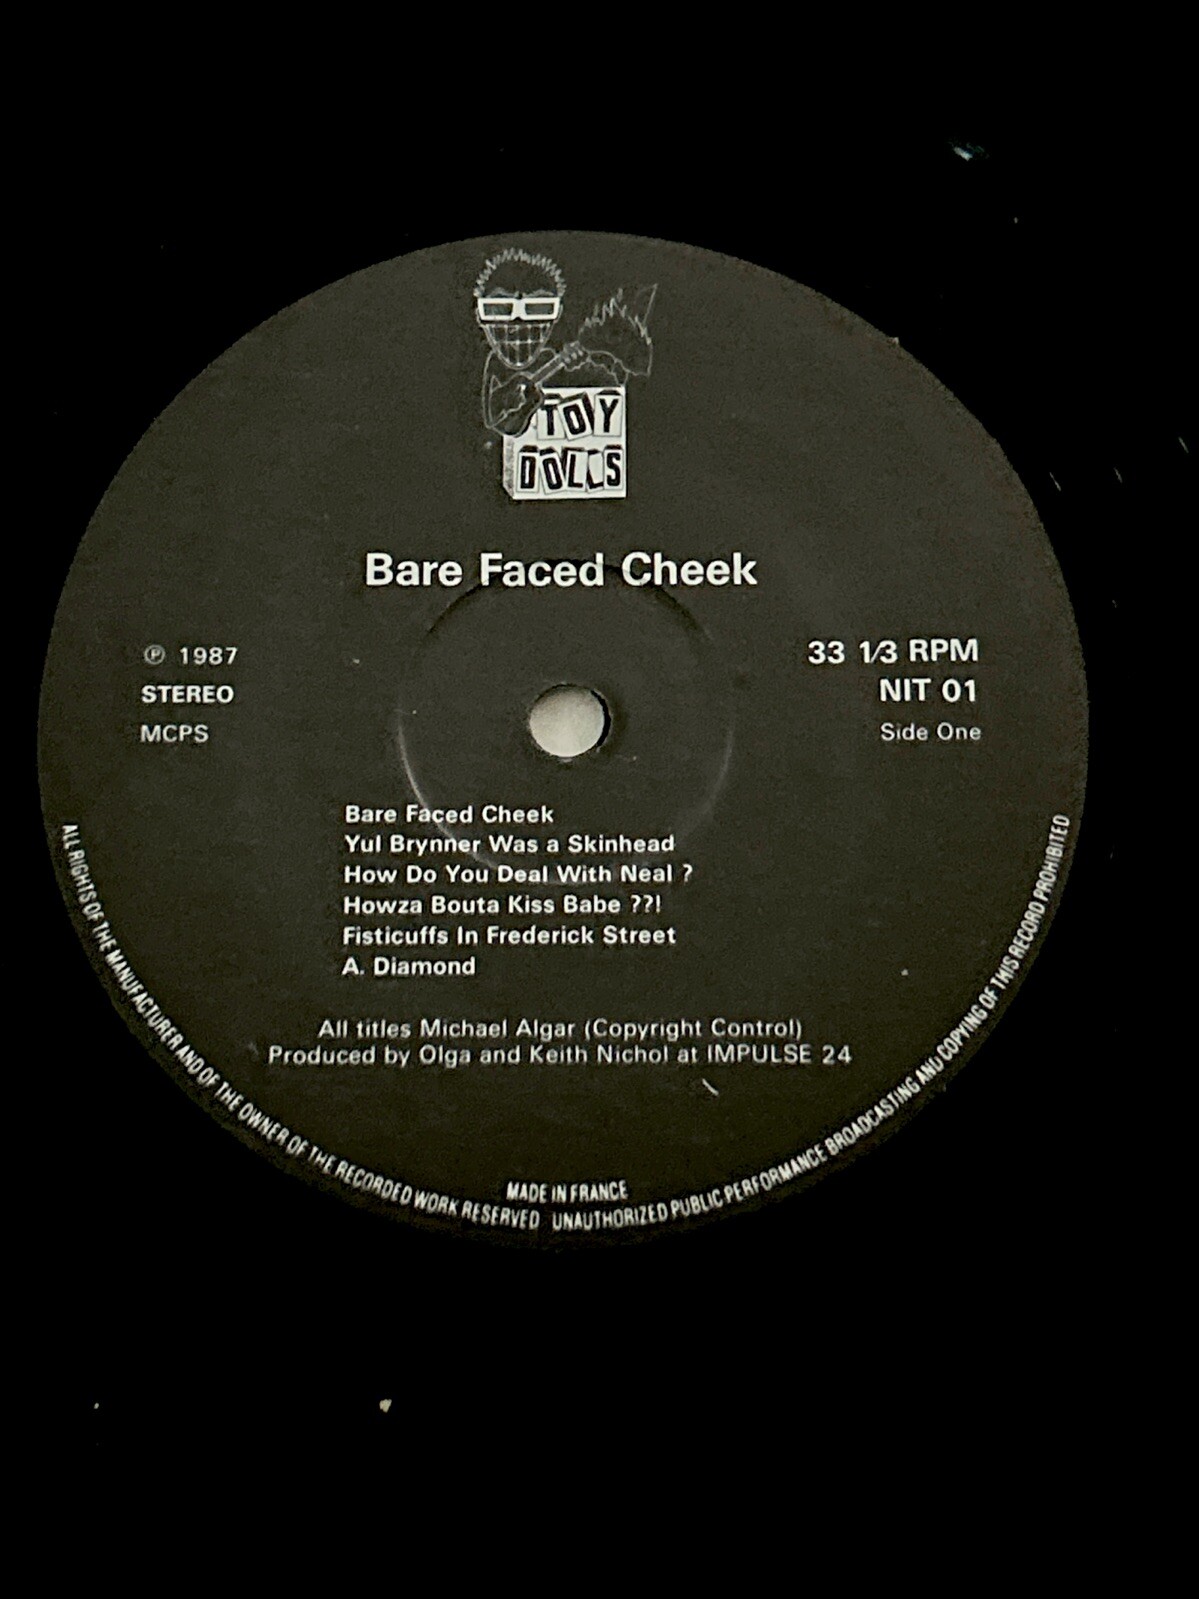 TOY
DOLLS
Bare Faced Cheek
℗ 1987
STEREO
MCPS
33 1/3 RPM
NIT 01
Side One
Bare Faced Cheek
Yul Brynner Was a Skinhead
How Do You Deal With Neal ?
Howza Bouta Kiss Babe ??!
Fisticuffs In Frederick Street
A. Diamond
All titles Michael Algar (Copyright Control)
Produced by Olga and Keith Nichol at IMPULSE 24
MADE IN FRANCE
ALL RIGHTS OF THE MANUFACTURER AND OF THE OWNER OF THE RECORDED WORK RESERVED UNAUTHORIZED PUBLIC PERFORMANCE BROADCASTING AND COPYING OF THIS RECORD PROHIBITED